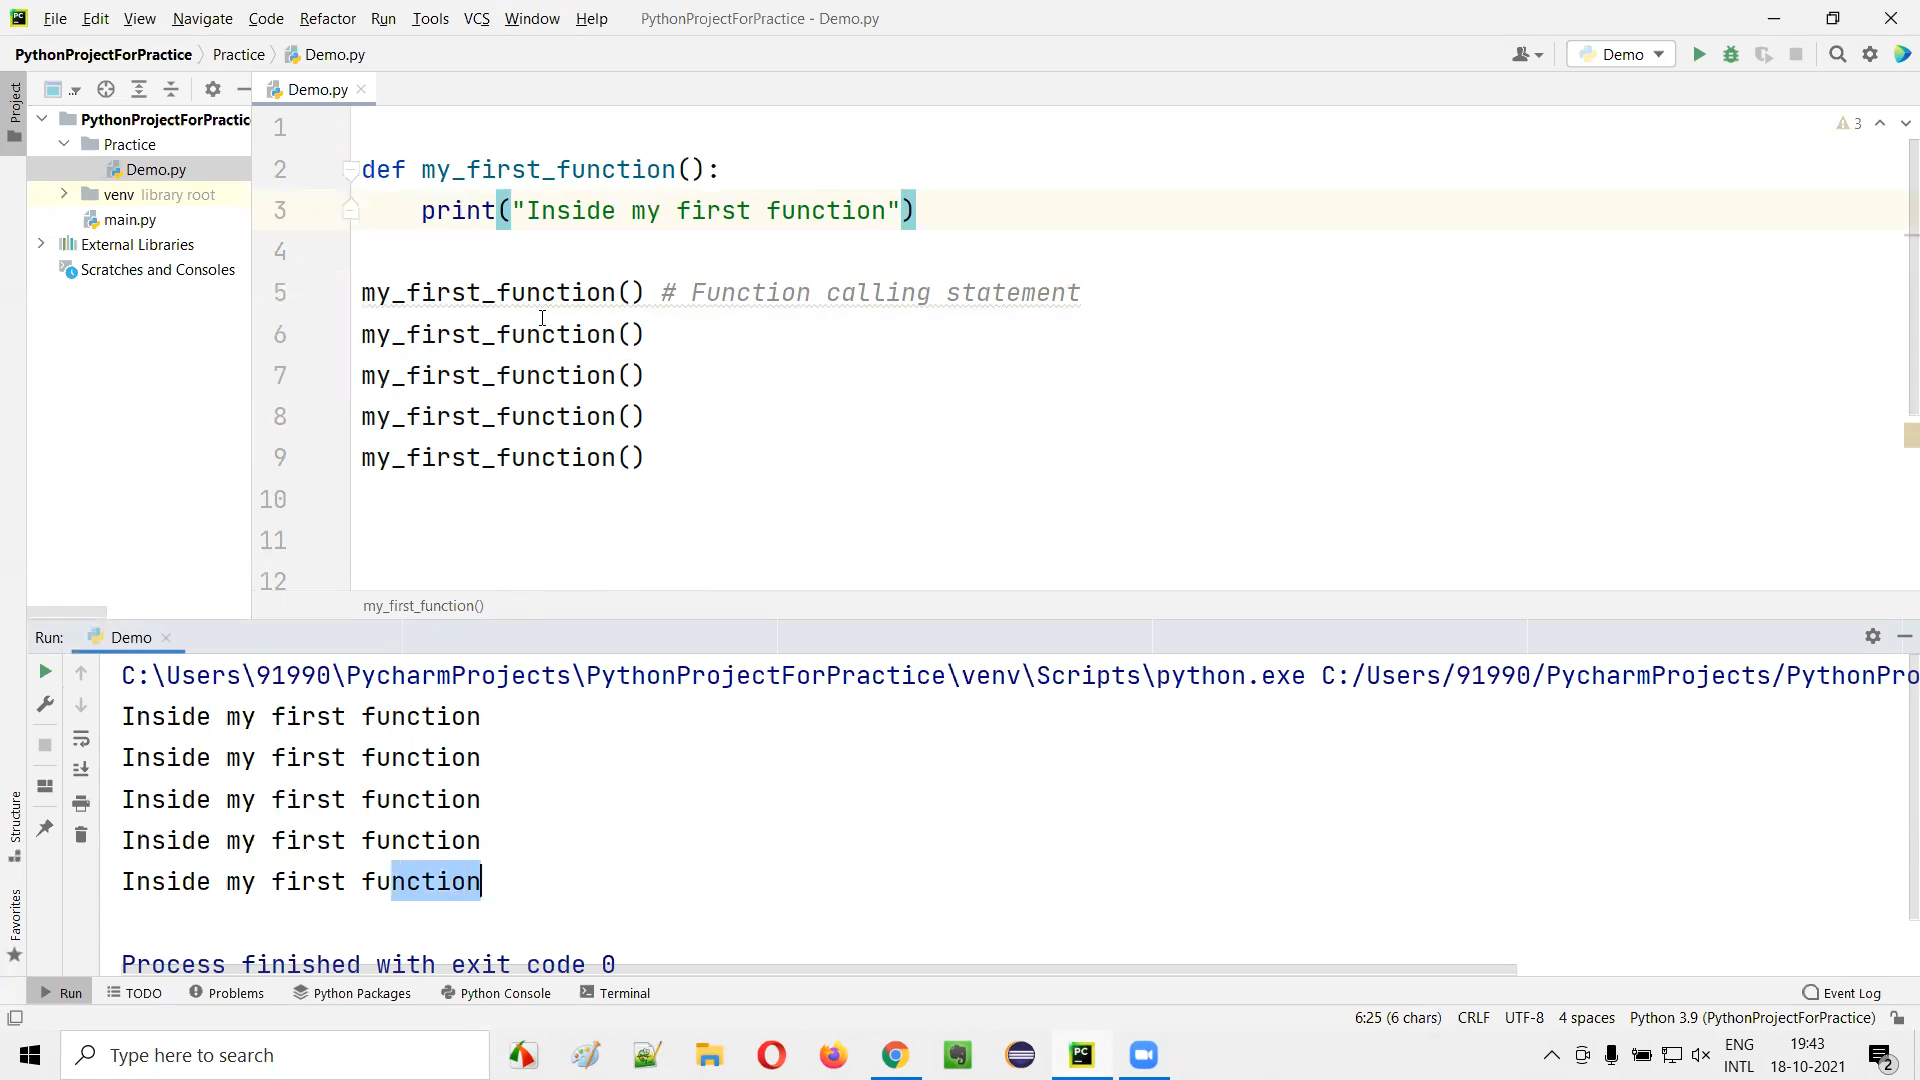 File Edit View Navigate Code Refactor Run Tools VCS Window Help PythonProjectForPractice - Demo.py
PythonProjectForPractice Practice Demo.py
Demo
Project
Demo.py
PythonProjectForPractic
Practice
Demo.py
venv library root
main.py
External Libraries
Scratches and Consoles
3
1
2 def my_first_function():
3 print("Inside my first function")
4
5 my_first_function() # Function calling statement
6 my_first_function()
7 my_first_function()
8 my_first_function()
9 my_first_function()
10
11
12
my_first_function()
Run: Demo
C:\Users\91990\PycharmProjects\PythonProjectForPractice\venv\Scripts\python.exe C:/Users/91990/PycharmProjects/PythonPro
Inside my first function
Inside my first function
Inside my first function
Inside my first function
Inside my first function
Process finished with exit code 0
Structure
Favorites
Run TODO Problems Python Packages Python Console Terminal Event Log
6:25 (6 chars) CRLF UTF-8 4 spaces Python 3.9 (PythonProjectForPractice)
Type here to search
PC
ENG
INTL
19:43
18-10-2021
2